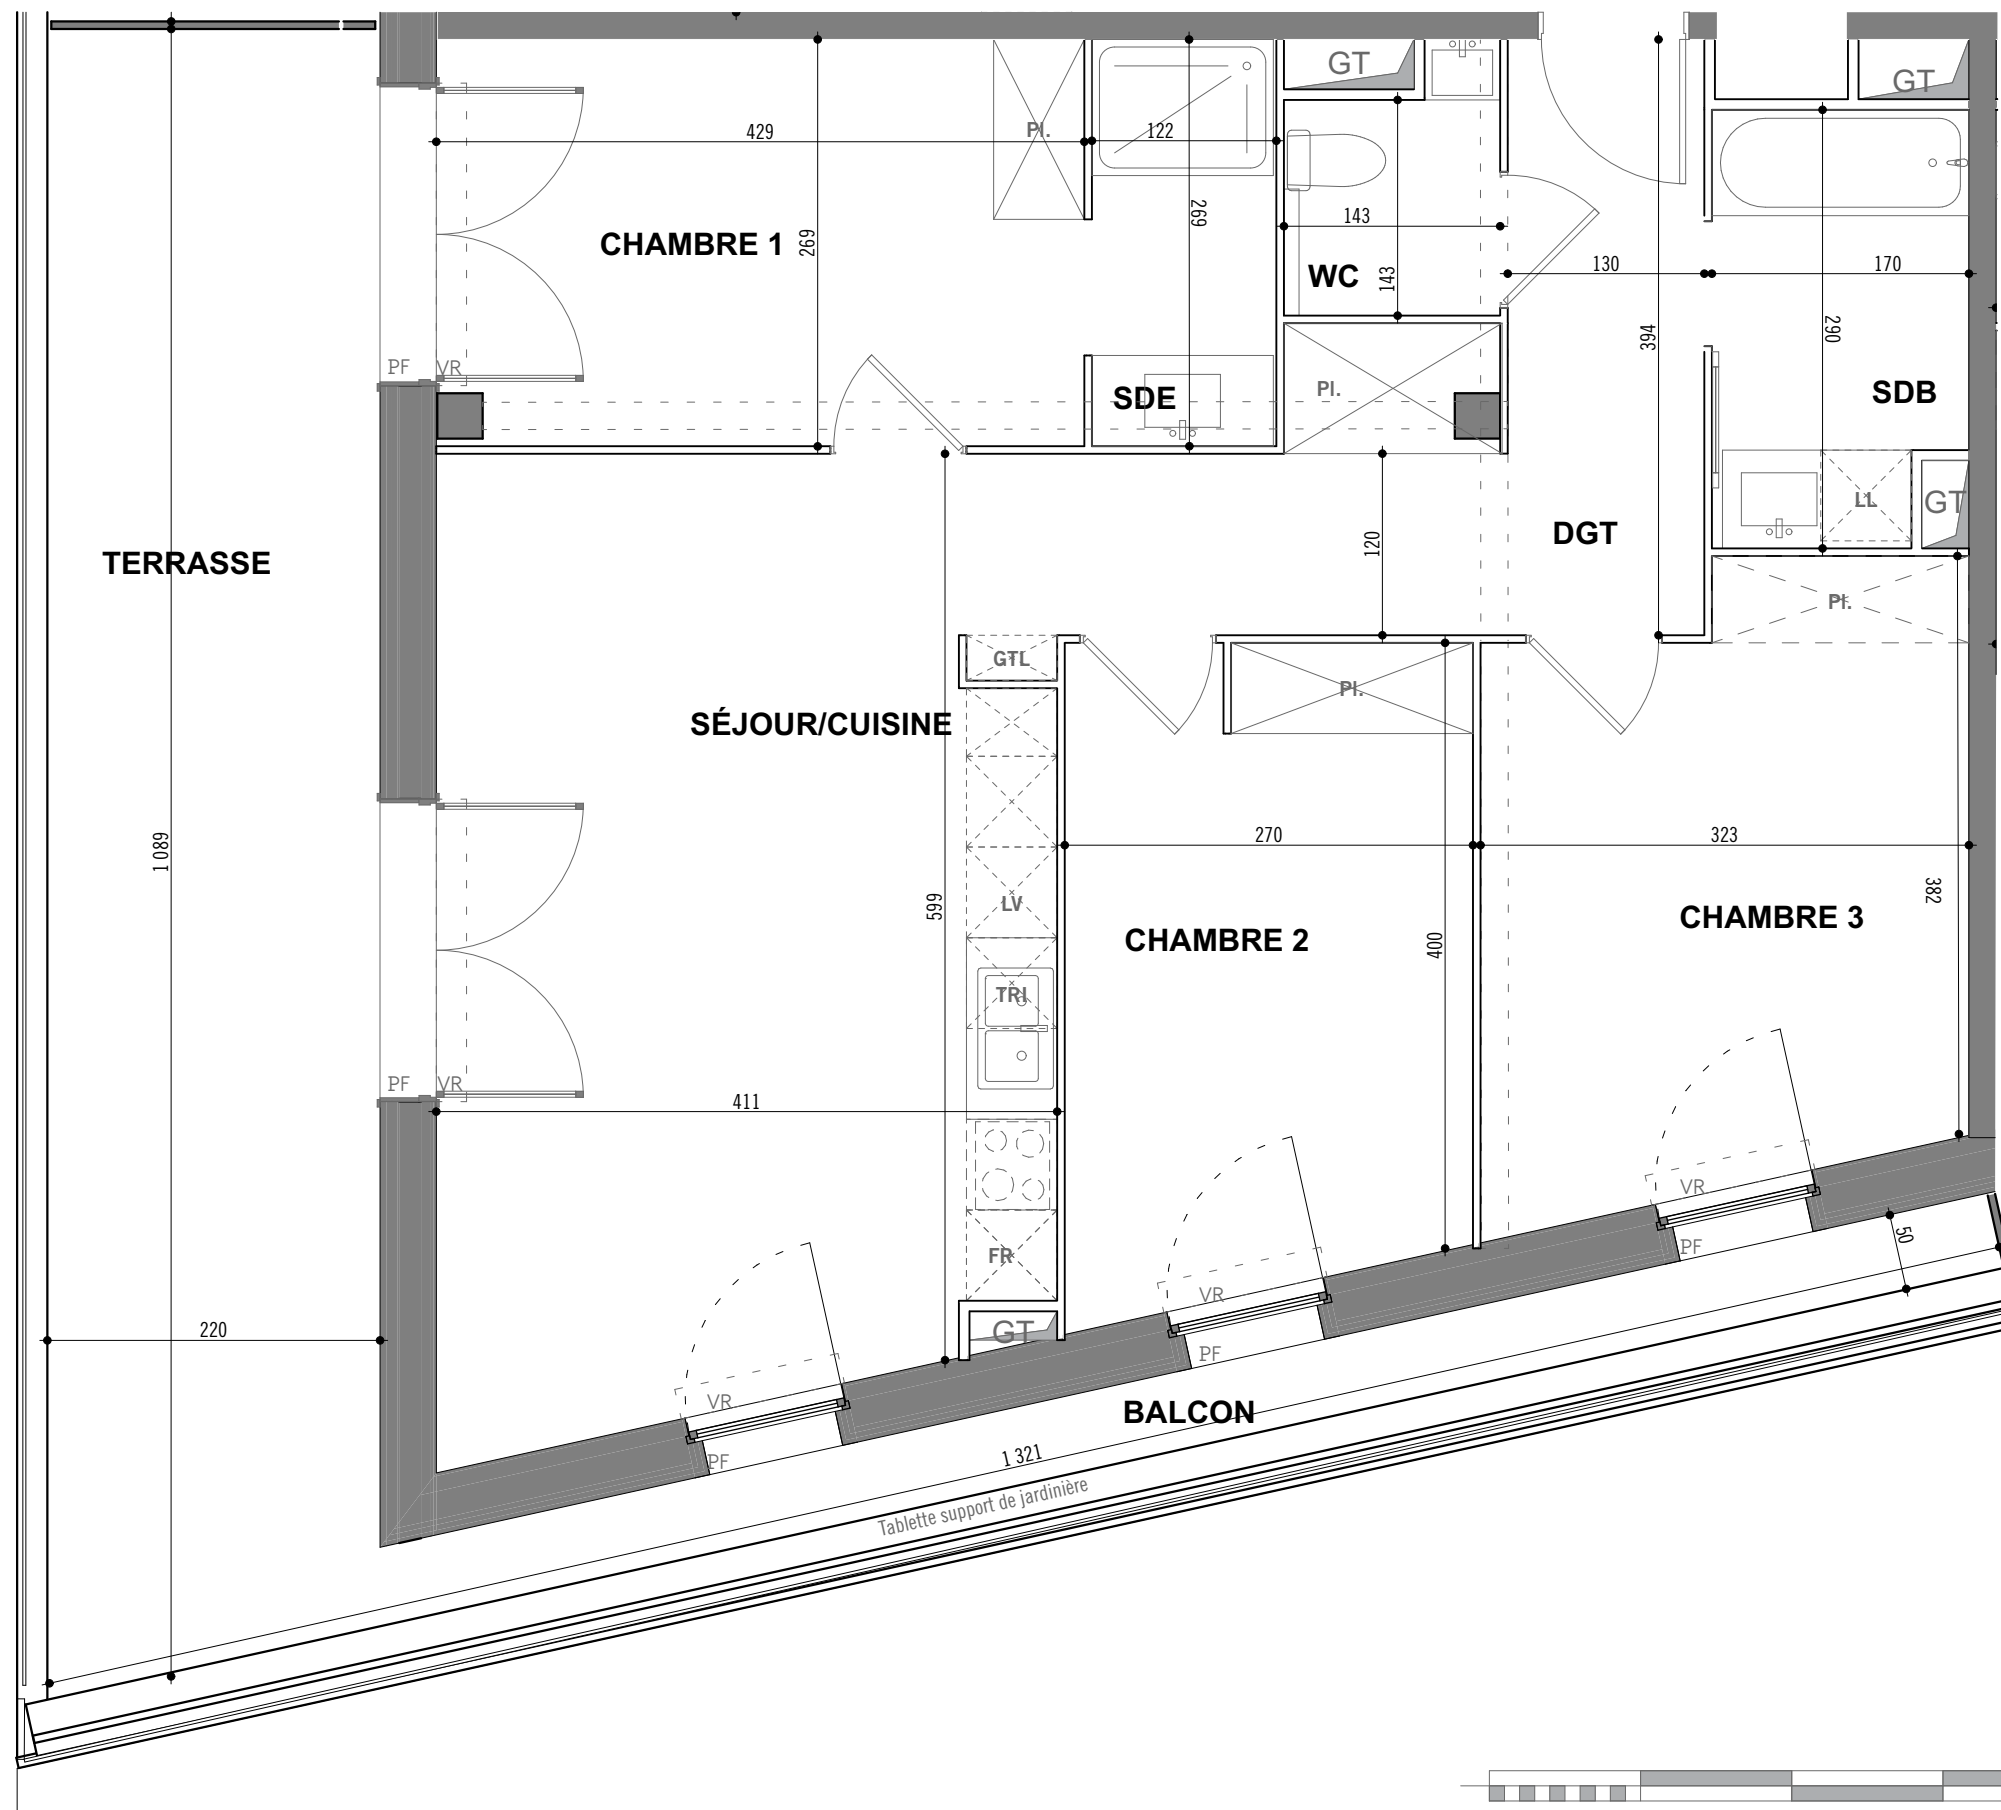 GT
GT
429
Pl.
122
269
269
143
CHAMBRE 1
WC
143
130
170
394
290
PF VR
SDE
Pl.
SDB
LL
GT
120
DGT
TERRASSE
Pl.
GTL
Pl.
SÉJOUR/CUISINE
1 089
270
323
382
599
LV
CHAMBRE 2
400
CHAMBRE 3
TRI
PF VR
411
VR
50
PF
FR
VR
GT
220
PF
VR
BALCON
PF
1 321
Tablette support de jardinière